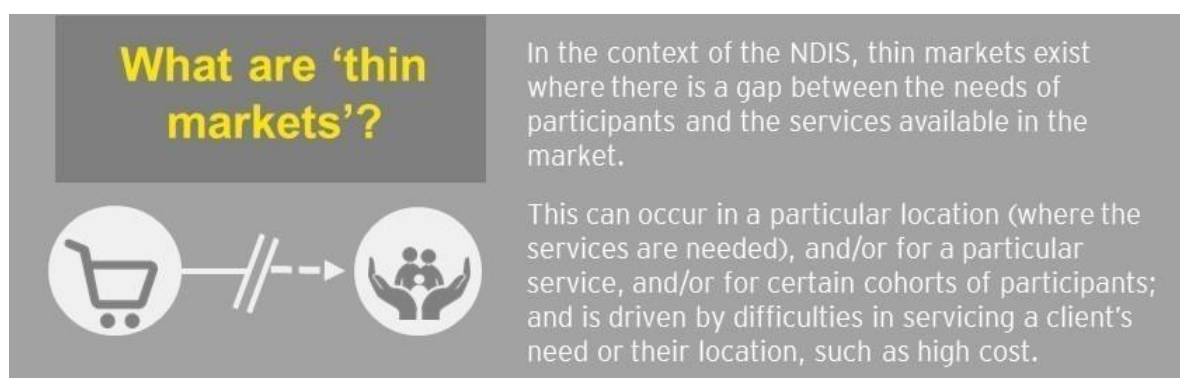 What are ‘thin
markets’?
In the context of the NDIS, thin markets exist
where there is a gap between the needs of
participants and the services available in the
market.
This can occur in a particular location (where the
services are needed), and/or for a particular
service, and/or for certain cohorts of participants;
and is driven by difficulties in servicing a client’s
need or their location, such as high cost.